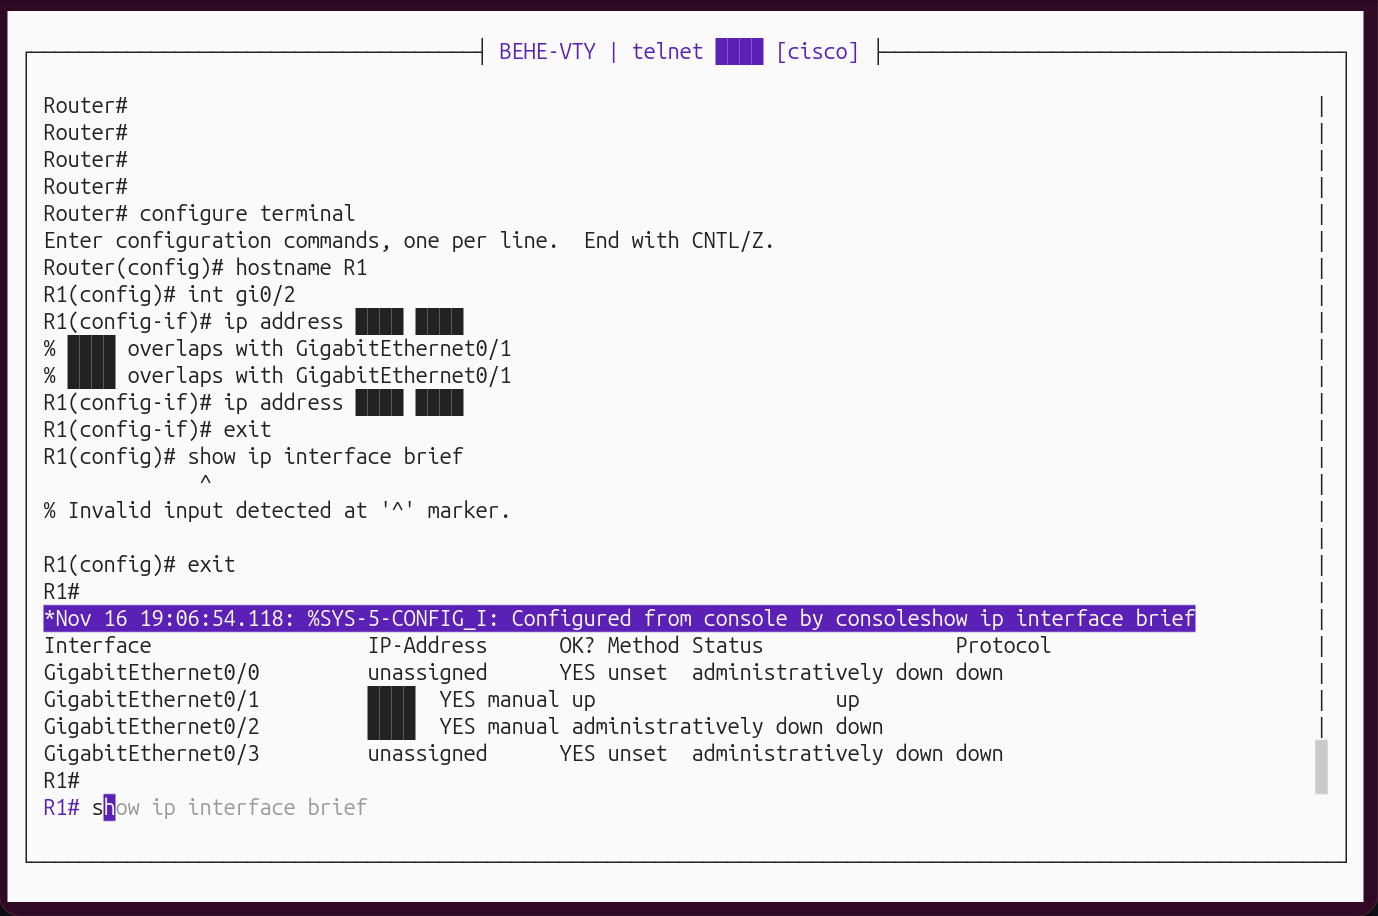 BEHE-VTY | telnet ████ [cisco]
Router#
Router#
Router#
Router#
Router# configure terminal
Enter configuration commands, one per line.  End with CNTL/Z.
Router(config)# hostname R1
R1(config)# int gi0/2
R1(config-if)# ip address ████ ████
% ████ overlaps with GigabitEthernet0/1
% ████ overlaps with GigabitEthernet0/1
R1(config-if)# ip address ████ ████
R1(config-if)# exit
R1(config)# show ip interface brief
             ^
% Invalid input detected at '^' marker.
R1(config)# exit
R1#
*Nov 16 19:06:54.118: %SYS-5-CONFIG_I: Configured from console by consoleshow ip interface brief
Interface                  IP-Address      OK? Method Status                Protocol
GigabitEthernet0/0         unassigned      YES unset  administratively down down
GigabitEthernet0/1         ████  YES manual up                    up
GigabitEthernet0/2         ████  YES manual administratively down down
GigabitEthernet0/3         unassigned      YES unset  administratively down down
R1#
R1# show ip interface brief